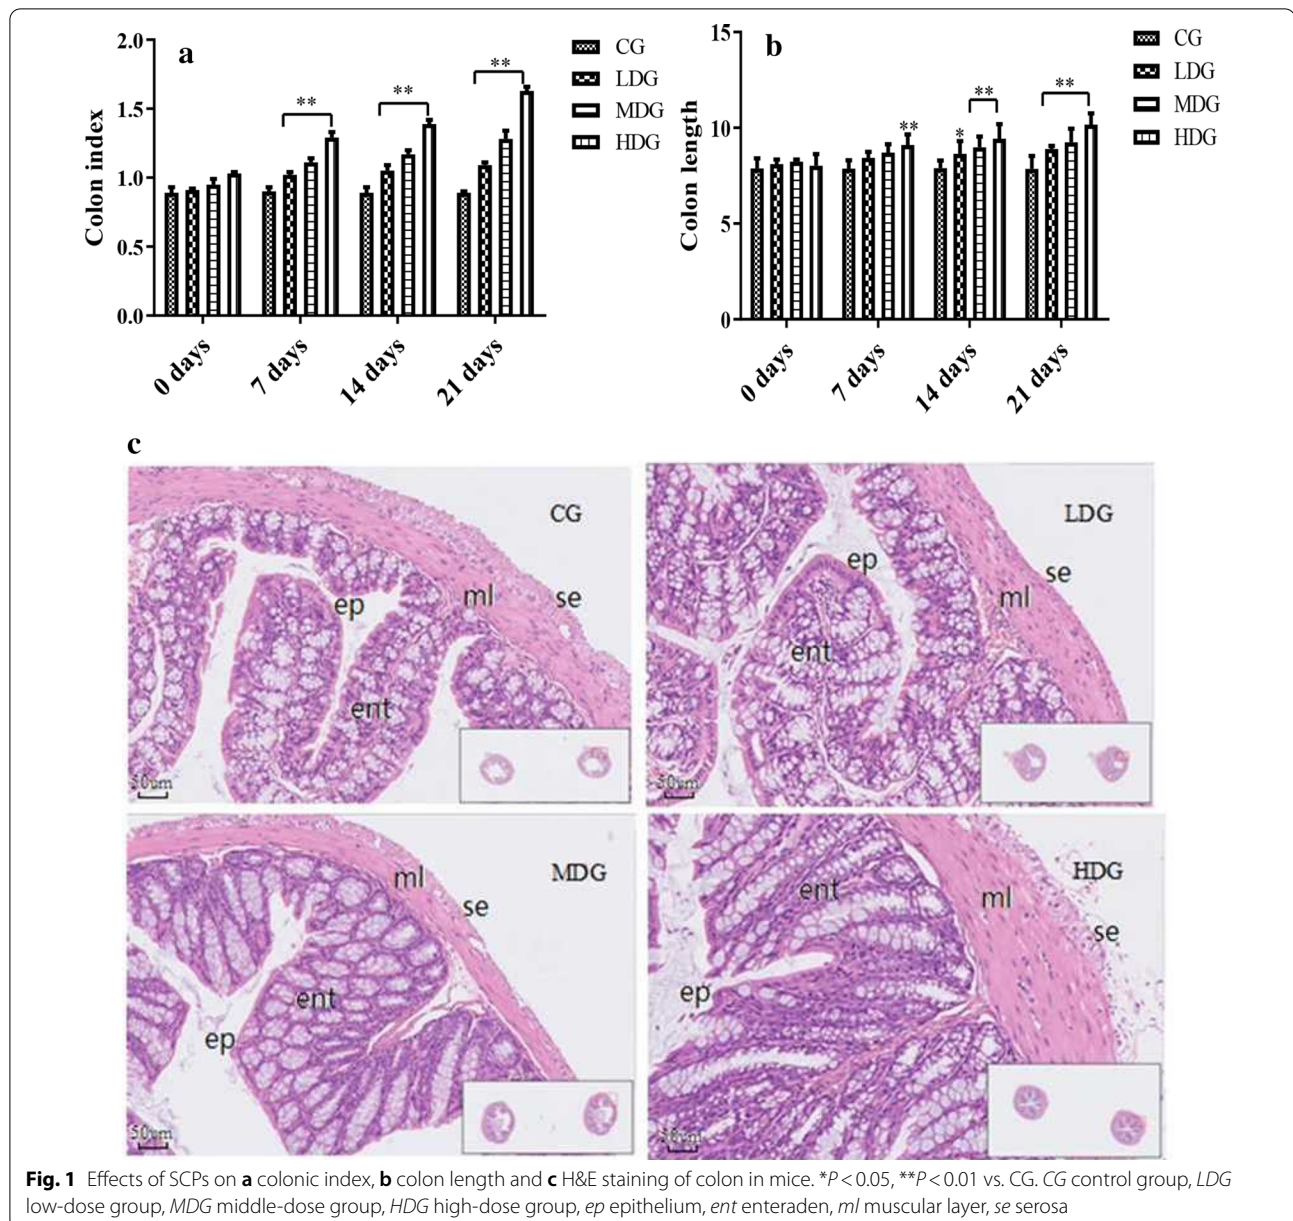 a
2.0
1.5
1.0
0.5
0.0
Colon index
**
**
**
0 days
7 days
14 days
21 days
CG
LDG
MDG
HDG
b
15
10
5
0
Colon length
**
*
**
**
0 days
7 days
14 days
21 days
CG
LDG
MDG
HDG
c
CG
ep
ml
se
ent
50um
LDG
ep
se
ml
ent
50um
MDG
ml
se
ent
ep
50um
HDG
ent
ml
se
ep
50um
Fig. 1 Effects of SCPs on a colonic index, b colon length and c H&E staining of colon in mice. *P < 0.05, **P < 0.01 vs. CG. CG control group, LDG
low-dose group, MDG middle-dose group, HDG high-dose group, ep epithelium, ent enteraden, ml muscular layer, se serosa